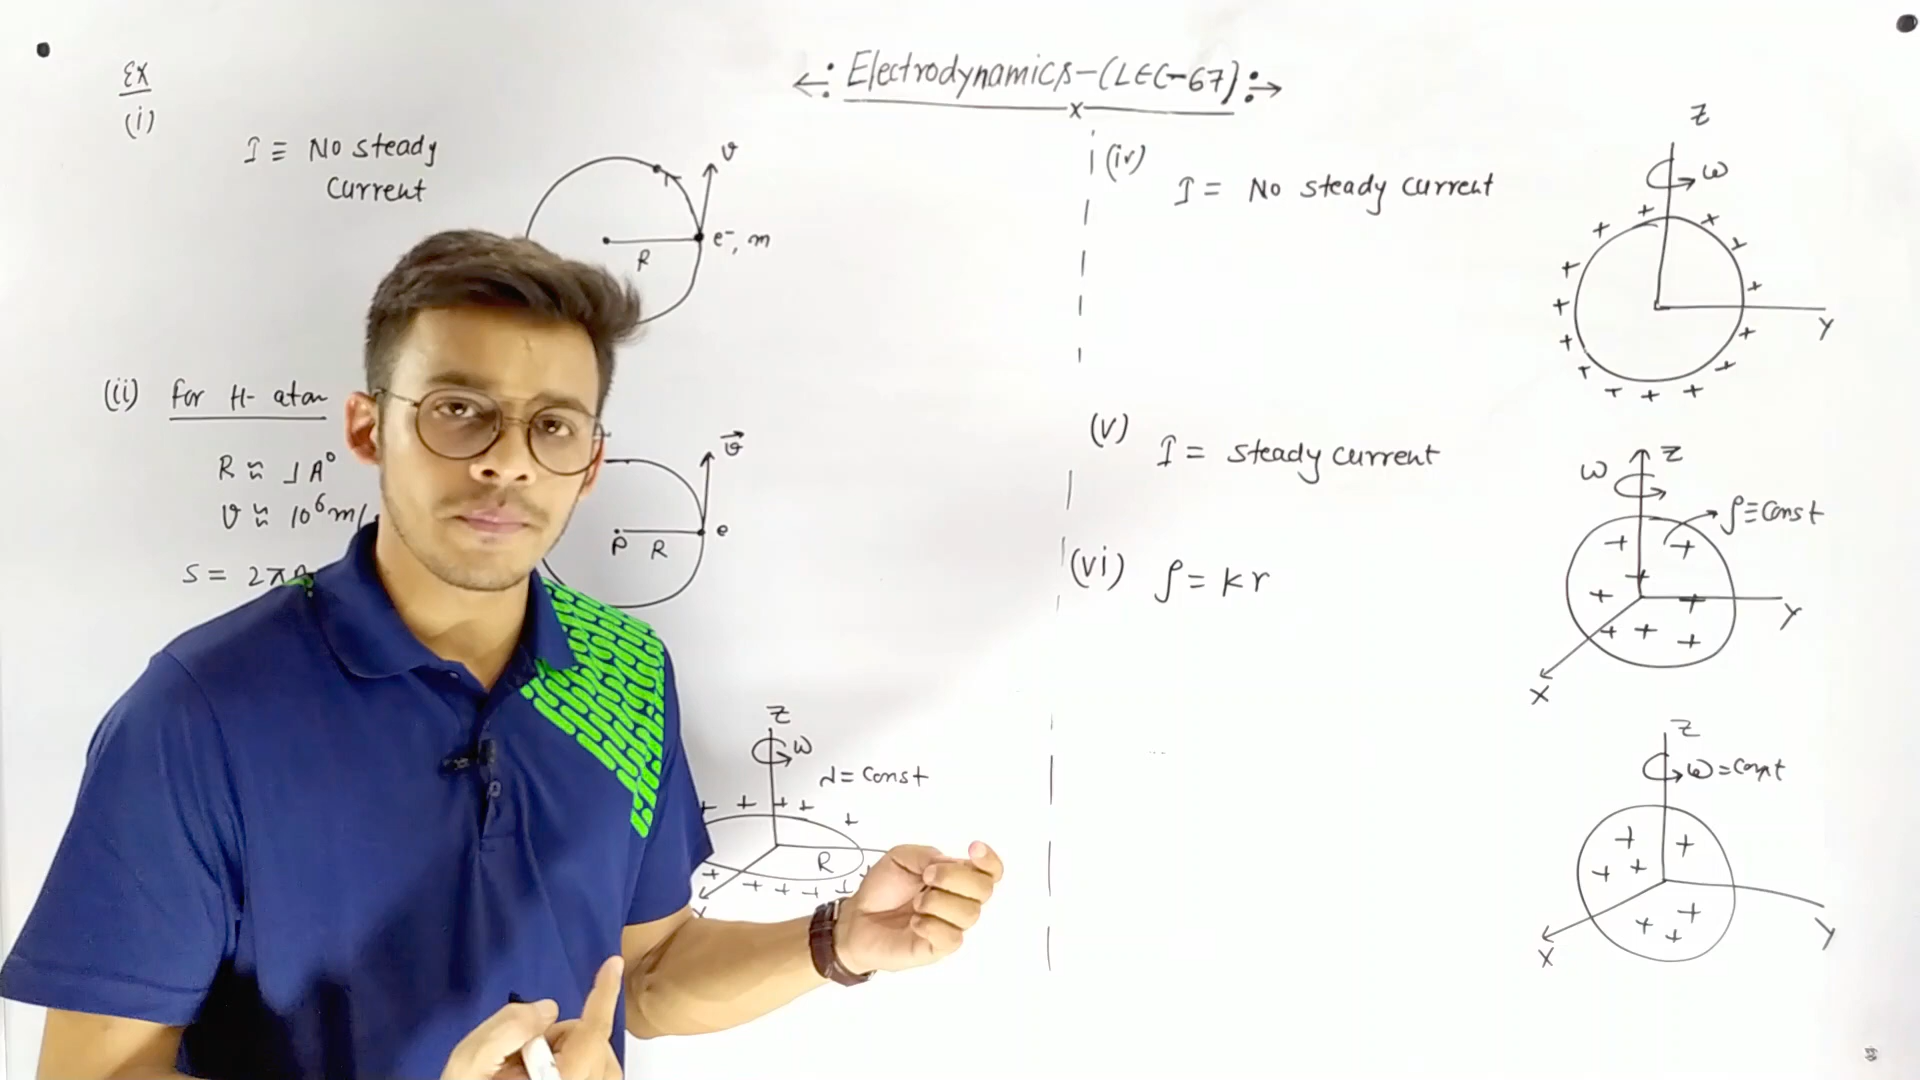 Electrodynamics-(LEC-67)
Ex
(i)
I ≡ No steady
Current
v
e⁻, m
R
(ii) for H- atom
R ≈ 1 A⁰
v ≈ 10⁶ m/
S = 2π
v⃗
P R e
Z
ω
λ = Const
R
X
(iv)
I = No steady current
Z
ω
Y
(v)
I = steady current
ω Z
ρ ≡ Const
Y
X
(vi) ρ = kr
Z
ω = Const
Y
X